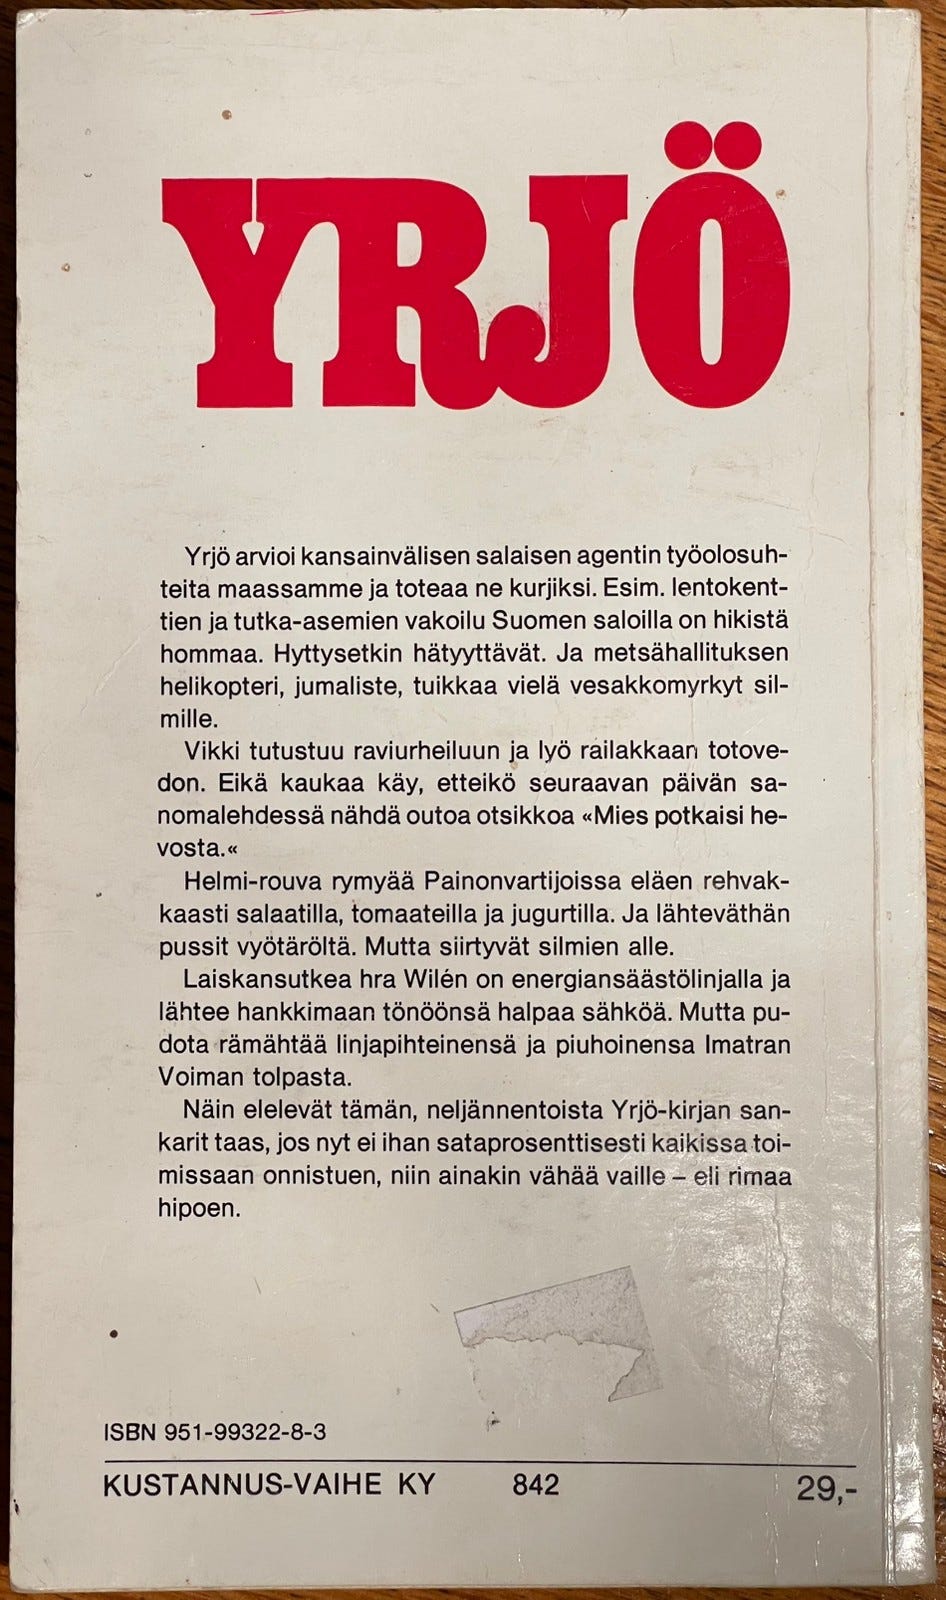 YRJÖ
Yrjö arvioi kansainvälisen salaisen agentin työolosuh-
teita maassamme ja toteaa ne kurjiksi. Esim. lentokent-
tien ja tutka-asemien vakoilu Suomen saloilla on hikistä
hommaa. Hyttysetkin hätyyttävät. Ja metsähallituksen
helikopteri, jumaliste, tuikkaa vielä vesakkomyrkyt sil-
mille.
Vikki tutustuu raviurheiluun ja lyö railakkaan totove-
don. Eikä kaukaa käy, etteikö seuraavan päivän sa-
nomalehdessä nähdä outoa otsikkoa «Mies potkaisi he-
vosta.«
Helmi-rouva rymyää Painonvartijoissa eläen rehvak-
kaasti salaatilla, tomaateilla ja jugurtilla. Ja lähteväthän
pussit vyötäröltä. Mutta siirtyvät silmien alle.
Laiskansutkea hra Wilén on energiansäästölinjalla ja
lähtee hankkimaan tönöönsä halpaa sähköä. Mutta pu-
dota rämähtää linjapihteinensä ja piuhoinensa Imatran
Voiman tolpasta.
Näin elelevät tämän, neljännentoista Yrjö-kirjan san-
karit taas, jos nyt ei ihan sataprosenttisesti kaikissa toi-
missaan onnistuen, niin ainakin vähää vaille – eli rimaa
hipoen.
ISBN 951-99322-8-3
KUSTANNUS-VAIHE KY 842 29,-